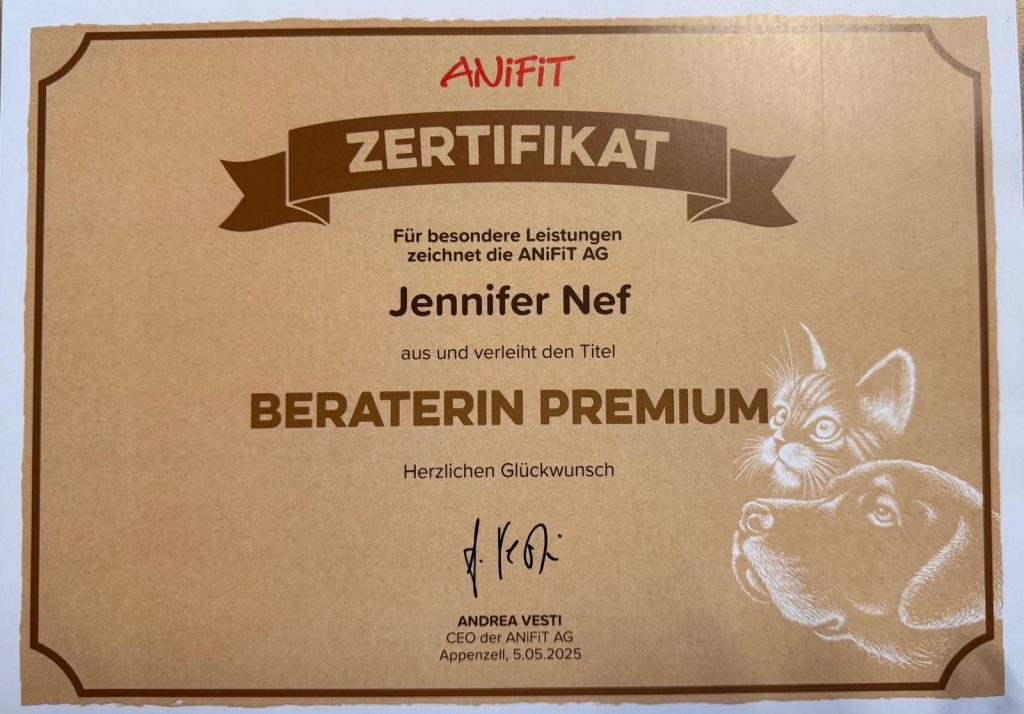 ANiFiT
ZERTIFIKAT
Für besondere Leistungen
zeichnet die ANiFiT AG
Jennifer Nef
aus und verleiht den Titel
BERATERIN PREMIUM
Herzlichen Glückwunsch
A. Vesti
ANDREA VESTI
CEO der ANiFiT AG
Appenzell, 5.05.2025